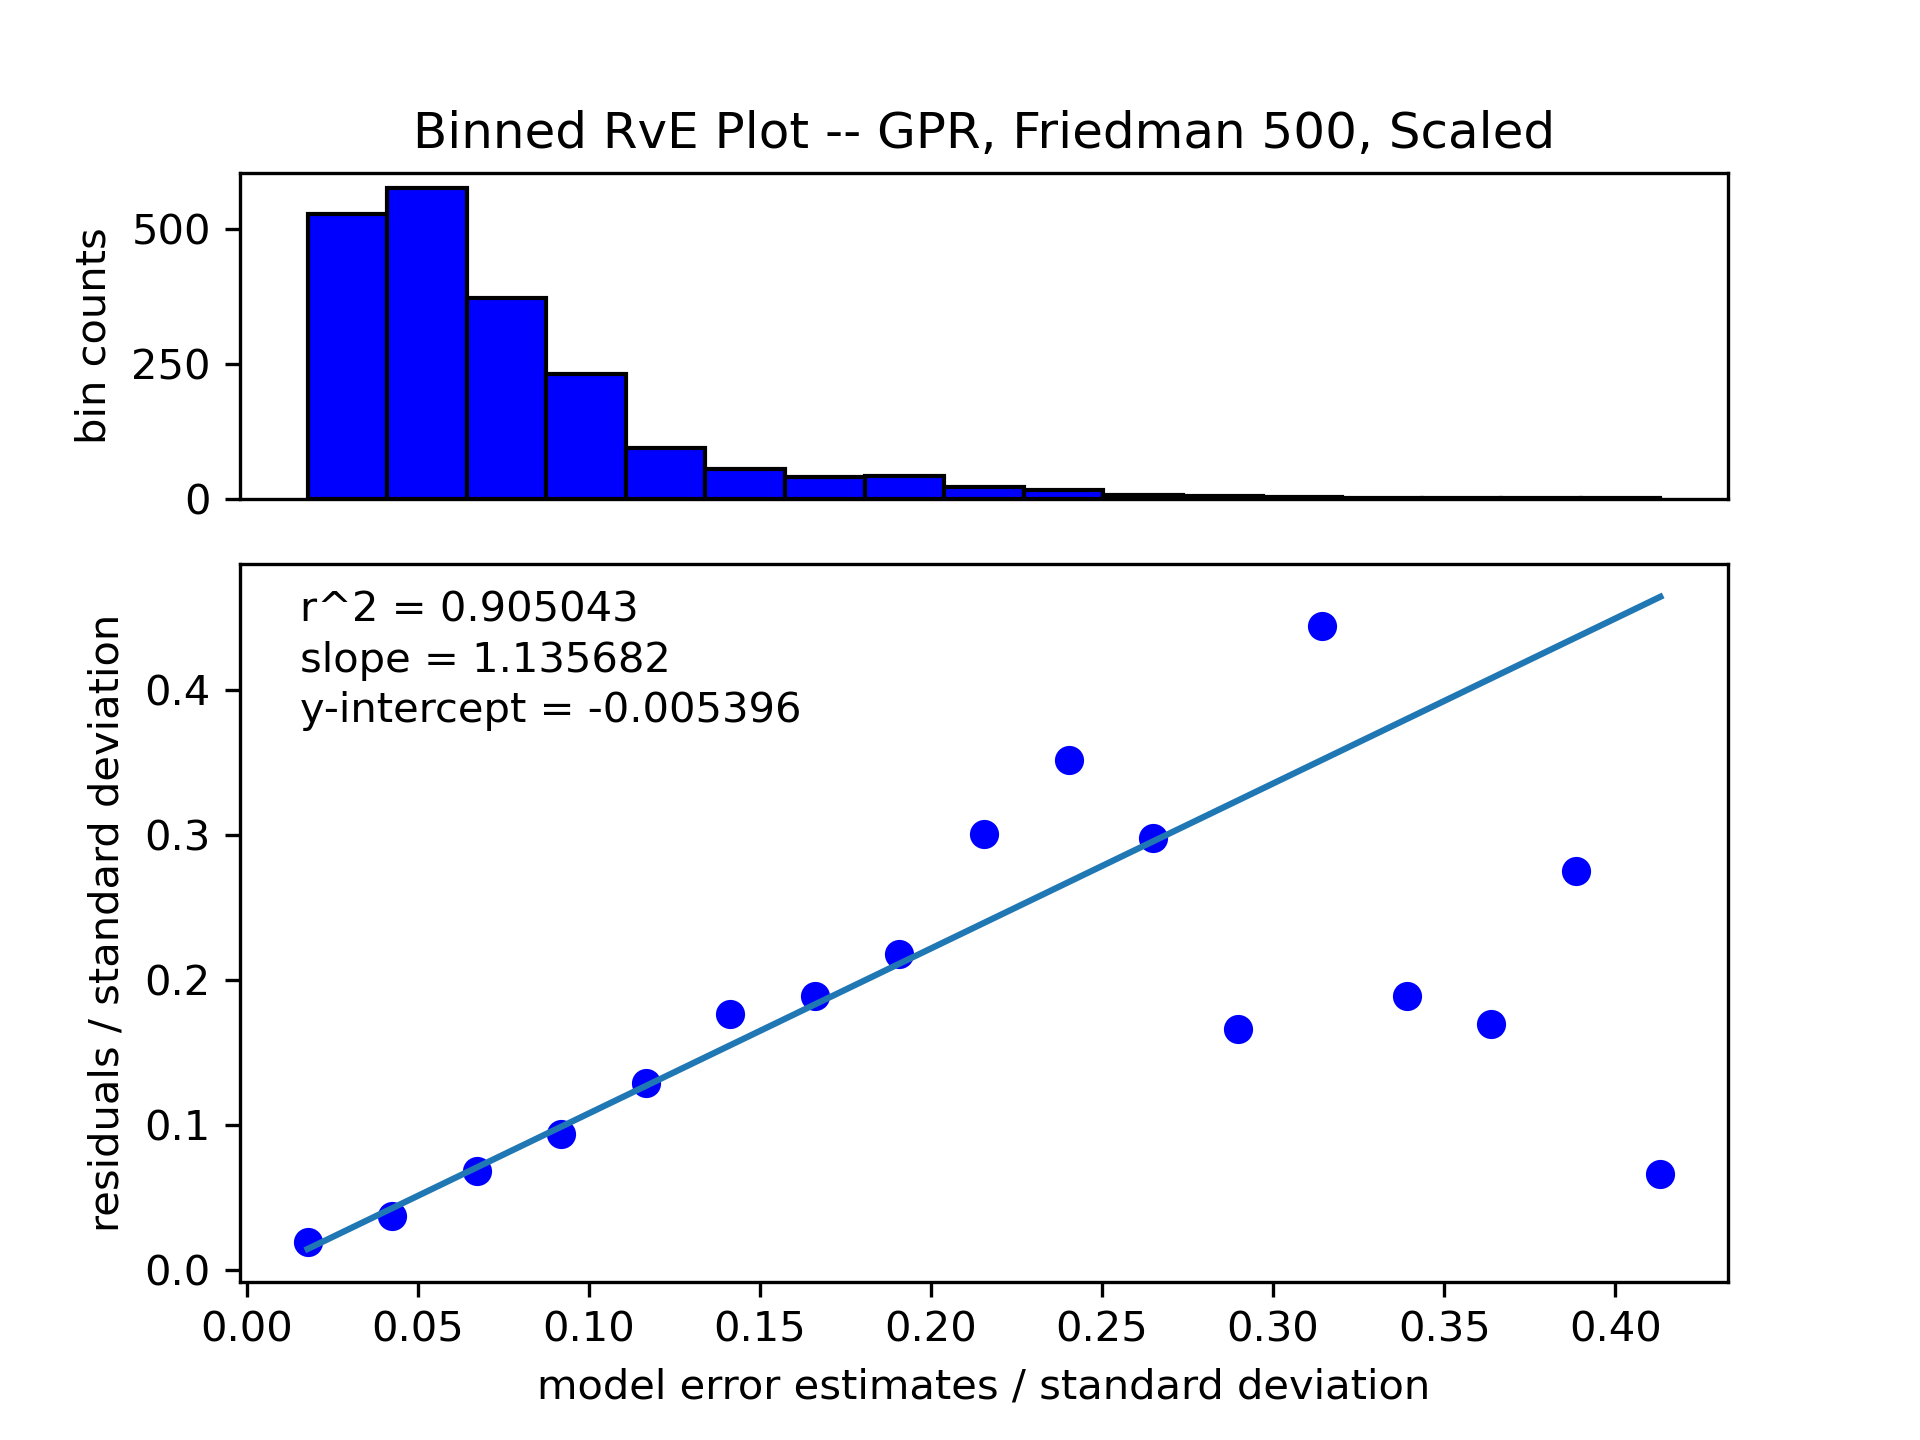 Binned RvE Plot -- GPR, Friedman 500, Scaled
bin counts
500
250
0
r^2 = 0.905043
slope = 1.135682
y-intercept = -0.005396
residuals / standard deviation
0.4
0.3
0.2
0.1
0.0
0.00 0.05 0.10 0.15 0.20 0.25 0.30 0.35 0.40
model error estimates / standard deviation